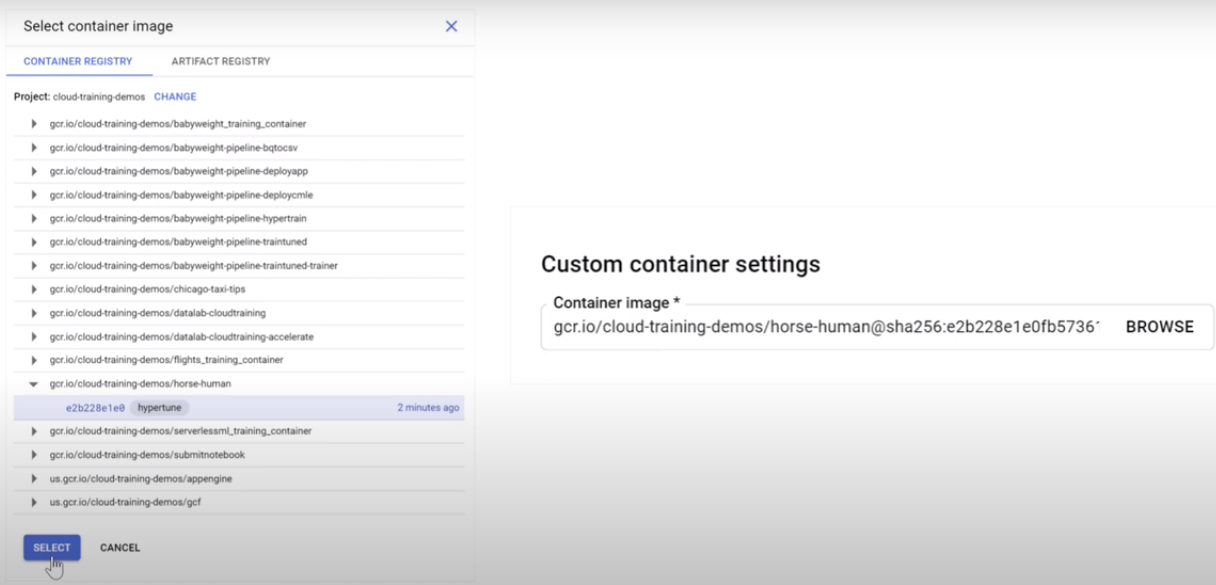 Select container image
CONTAINER REGISTRY ARTIFACT REGISTRY
Project: cloud-training-demos CHANGE
gcr.io/cloud-training-demos/babyweight_training_container
gcr.io/cloud-training-demos/babyweight-pipeline-bqtocsv
gcr.io/cloud-training-demos/babyweight-pipeline-deployapp
gcr.io/cloud-training-demos/babyweight-pipeline-deploycmle
gcr.io/cloud-training-demos/babyweight-pipeline-hypertrain
gcr.io/cloud-training-demos/babyweight-pipeline-traintuned
gcr.io/cloud-training-demos/babyweight-pipeline-traintuned-trainer
gcr.io/cloud-training-demos/chicago-taxi-tips
gcr.io/cloud-training-demos/datalab-cloudtraining
gcr.io/cloud-training-demos/datalab-cloudtraining-accelerate
gcr.io/cloud-training-demos/flights_training_container
gcr.io/cloud-training-demos/horse-human
e2b228e1e0 hypertune 2 minutes ago
gcr.io/cloud-training-demos/serverlessml_training_container
gcr.io/cloud-training-demos/submitnotebook
us.gcr.io/cloud-training-demos/appengine
us.gcr.io/cloud-training-demos/gcf
SELECT CANCEL
Custom container settings
Container image *
gcr.io/cloud-training-demos/horse-human@sha256:e2b228e1e0fb5736 BROWSE